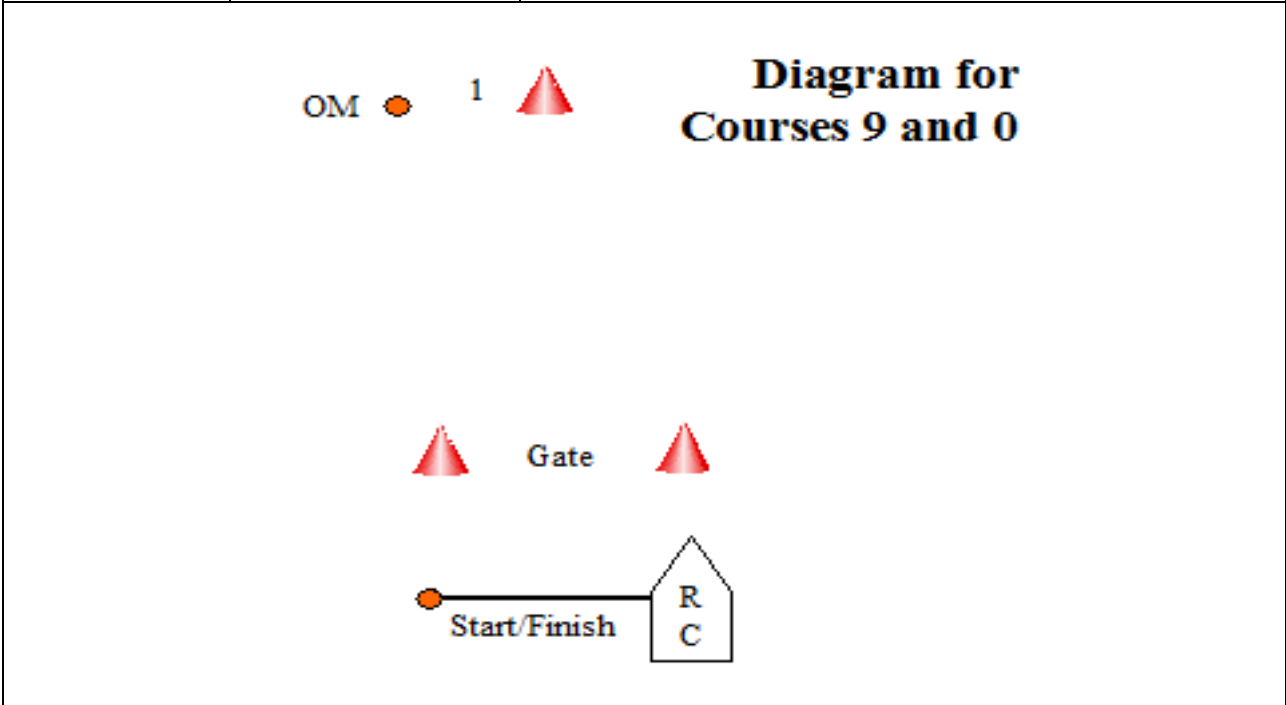 Diagram for
Courses 9 and 0
OM
1
Gate
Start/Finish
R
C